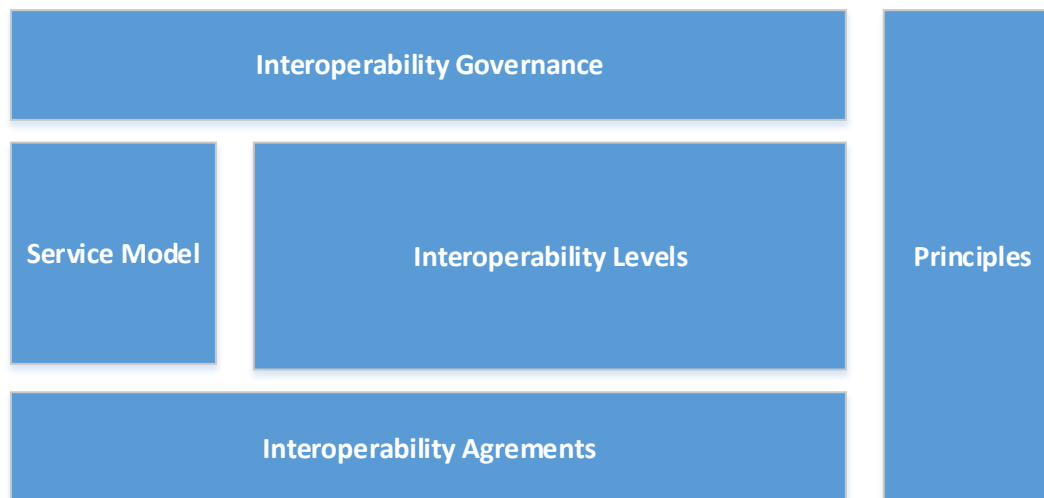 Interoperability Governance
Service Model
Interoperability Levels
Principles
Interoperability Agrements